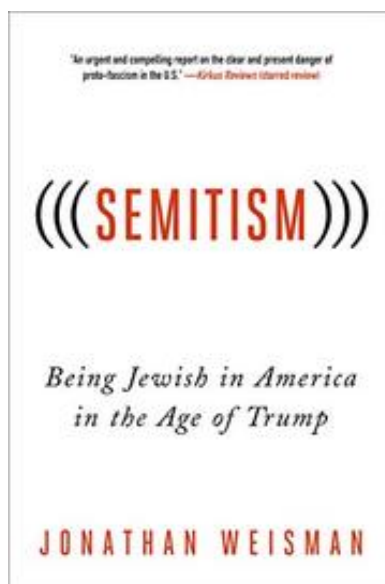 "An urgent and compelling report on the clear and present danger of
proto-fascism in the U.S." —Kirkus Reviews (starred review)
(((SEMITISM)))
Being Jewish in America
in the Age of Trump
JONATHAN WEISMAN